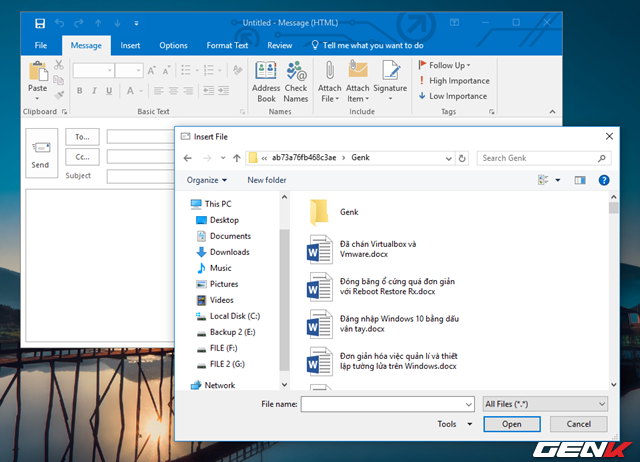 Untitled - Message (HTML)
File Message Insert Options Format Text Review Tell me what you want to do
Paste
B I U A
Address Book
Check Names
Attach File
Attach Item
Signature
Follow Up
High Importance
Low Importance
Clipboard Basic Text Names Include Tags
Send
To...
Cc...
Subject
Insert File
« ab73a76fb468c3ae › Genk
Search Genk
Organize New folder
This PC
Desktop
Documents
Downloads
Music
Pictures
Videos
Local Disk (C:)
Backup 2 (E:)
FILE (F:)
FILE 2 (G:)
Network
Genk
Đã chán Virtualbox và
Vmware.docx
Đóng băng ổ cứng quá đơn giản
với Reboot Restore Rx.docx
Đăng nhập Windows 10 bằng dấu
vân tay.docx
Đơn giản hóa việc quản lí và thiết
lập tường lửa trên Windows.docx
File name:
All Files (*.*)
Tools Open Cancel
GENK